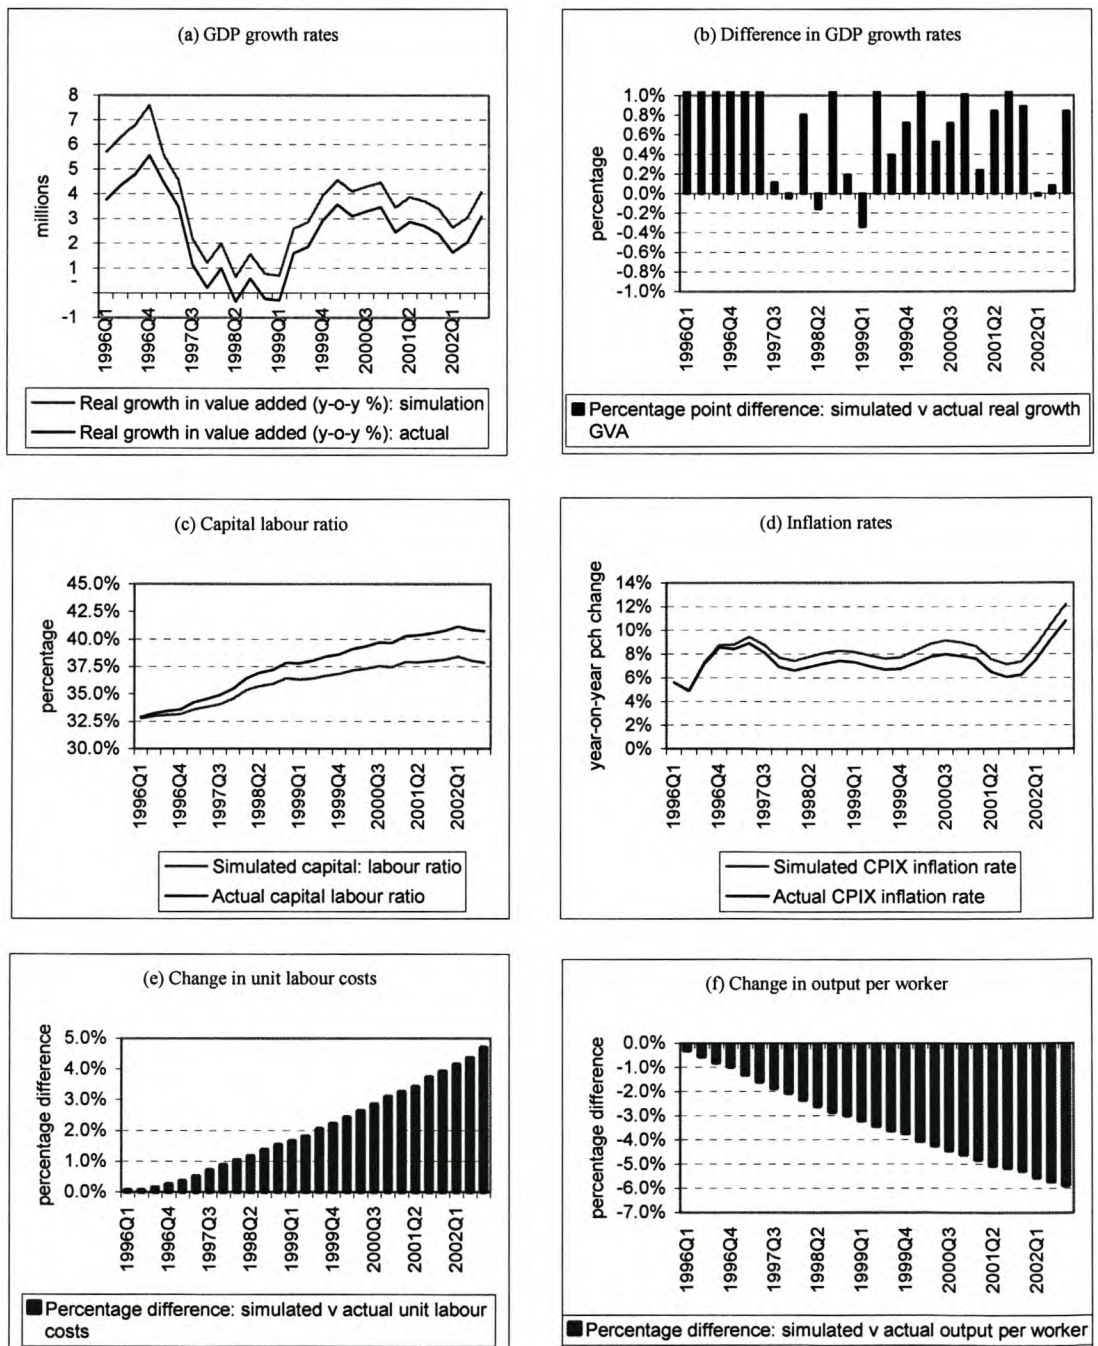 (a) GDP growth rates
8
7
6
5
4
3
2
1
-
-1
millions
1996Q1
1996Q4
1997Q3
1998Q2
1999Q1
1999Q4
2000Q3
2001Q2
2002Q1
Real growth in value added (y-o-y %): simulation
Real growth in value added (y-o-y %): actual
(b) Difference in GDP growth rates
1.0%
0.8%
0.6%
0.4%
0.2%
0.0%
-0.2%
-0.4%
-0.6%
-0.8%
-1.0%
percentage
1996Q1
1996Q4
1997Q3
1998Q2
1999Q1
1999Q4
2000Q3
2001Q2
2002Q1
Percentage point difference: simulated v actual real growth
GVA
(c) Capital labour ratio
45.0%
42.5%
40.0%
37.5%
35.0%
32.5%
30.0%
percentage
1996Q1
1996Q4
1997Q3
1998Q2
1999Q1
1999Q4
2000Q3
2001Q2
2002Q1
Simulated capital: labour ratio
Actual capital labour ratio
(d) Inflation rates
14%
12%
10%
8%
6%
4%
2%
0%
year-on-year pch change
1996Q1
1996Q4
1997Q3
1998Q2
1999Q1
1999Q4
2000Q3
2001Q2
2002Q1
Simulated CPIX inflation rate
Actual CPIX inflation rate
(e) Change in unit labour costs
5.0%
4.0%
3.0%
2.0%
1.0%
0.0%
percentage difference
1996Q1
1996Q4
1997Q3
1998Q2
1999Q1
1999Q4
2000Q3
2001Q2
2002Q1
Percentage difference: simulated v actual unit labour
costs
(f) Change in output per worker
0.0%
-1.0%
-2.0%
-3.0%
-4.0%
-5.0%
-6.0%
-7.0%
percentage difference
1996Q1
1996Q4
1997Q3
1998Q2
1999Q1
1999Q4
2000Q3
2001Q2
2002Q1
Percentage difference: simulated v actual output per worker